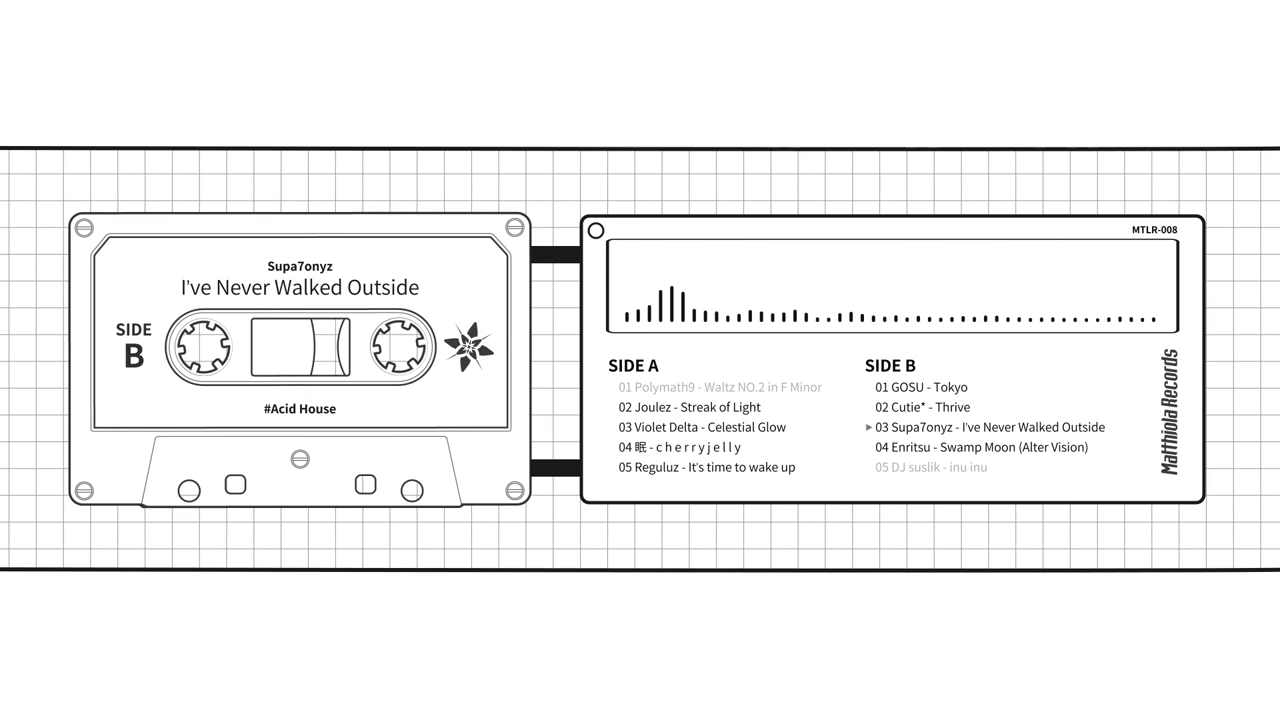 Supa7onyz
I've Never Walked Outside
SIDE
B
#Acid House
MTLR-008
SIDE A
01 Polymath9 - Waltz NO.2 in F Minor
02 Joulez - Streak of Light
03 Violet Delta - Celestial Glow
04 眠 - c h e r r y j e l l y
05 Reguluz - It's time to wake up
SIDE B
01 GOSU - Tokyo
02 Cutie* - Thrive
03 Supa7onyz - I've Never Walked Outside
04 Enritsu - Swamp Moon (Alter Vision)
05 DJ suslik - inu inu
Matthiola Records